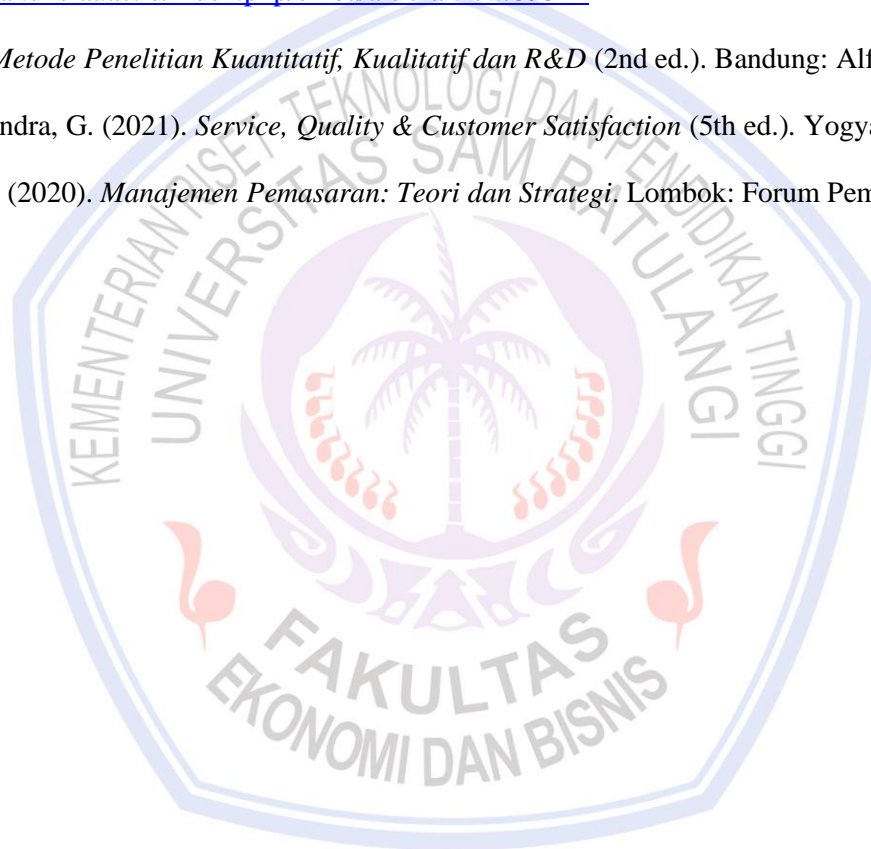 Metode Penelitian Kuantitatif, Kualitatif dan R&D (2nd ed.). Bandung: Alf
ndra, G. (2021). Service, Quality & Customer Satisfaction (5th ed.). Yogya
(2020). Manajemen Pemasaran: Teori dan Strategi. Lombok: Forum Pem
KEMENTERIAN RISET TEKNOLOGI DAN PENDIDIKAN TINGGI
UNIVERSITAS SAM RATULANGI
FAKULTAS
EKONOMI DAN BISNIS